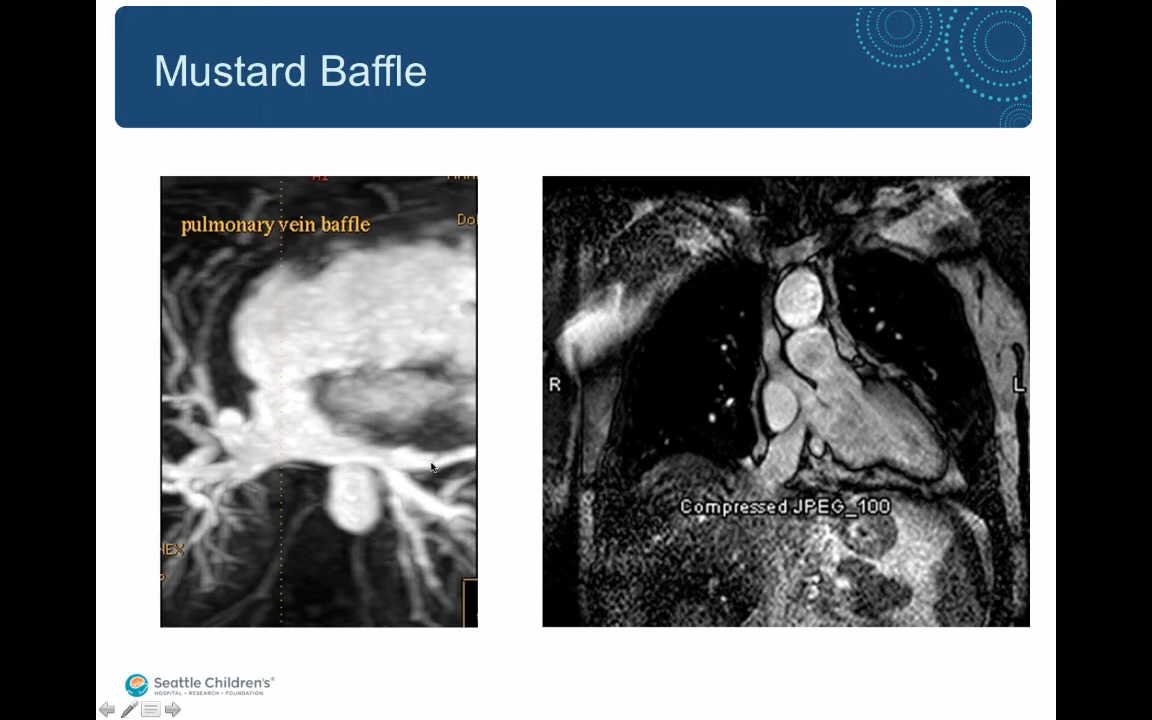 Mustard Baffle
pulmonary vein baffle
R
L
Compressed JPEG_100
Seattle Children's
HOSPITAL • RESEARCH • FOUNDATION